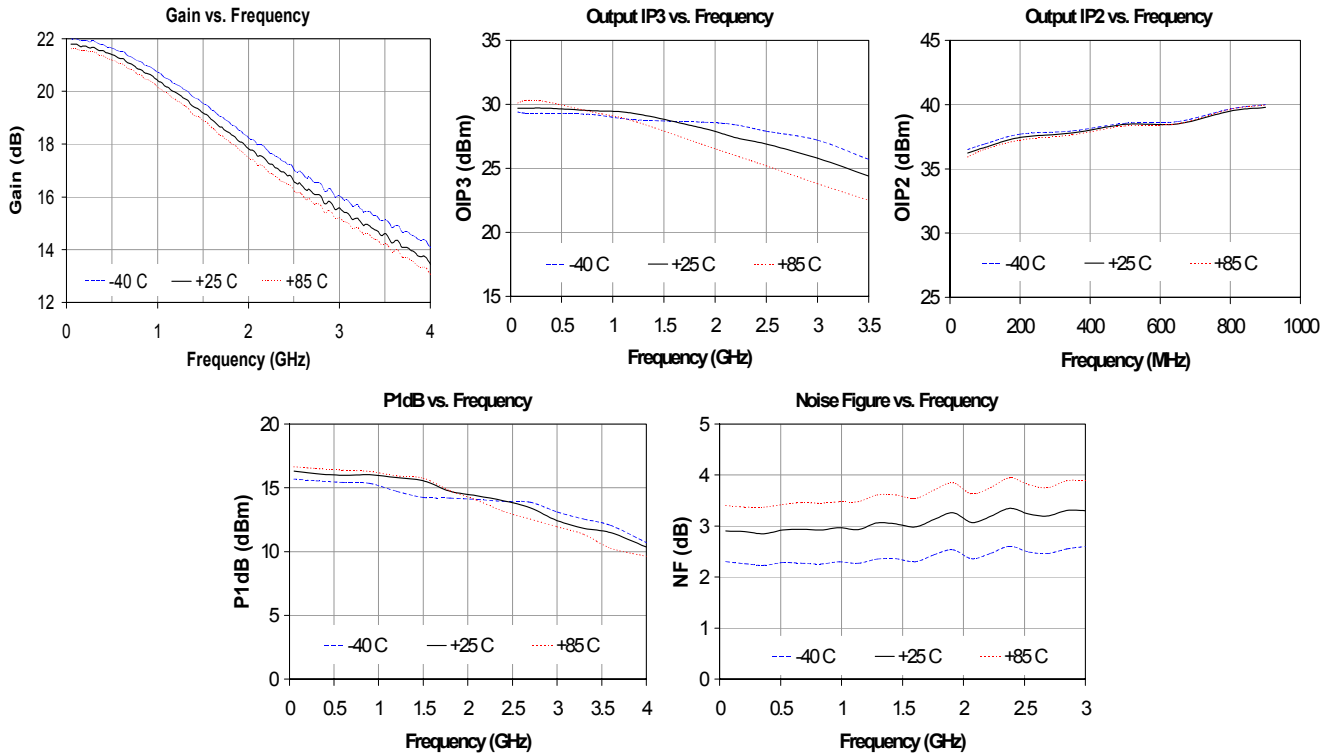 Gain vs. Frequency
22
20
18
16
14
12
Gain (dB)
-40 C +25 C +85 C
0 1 2 3 4
Frequency (GHz)
Output IP3 vs. Frequency
35
30
25
20
15
OIP3 (dBm)
-40 C +25 C +85 C
0 0.5 1 1.5 2 2.5 3 3.5
Frequency (GHz)
Output IP2 vs. Frequency
45
40
35
30
25
OIP2 (dBm)
-40 C +25 C +85 C
0 200 400 600 800 1000
Frequency (MHz)
P1dB vs. Frequency
20
15
10
5
0
P1dB (dBm)
-40 C +25 C +85 C
0 0.5 1 1.5 2 2.5 3 3.5 4
Frequency (GHz)
Noise Figure vs. Frequency
5
4
3
2
1
0
NF (dB)
-40 C +25 C +85 C
0 0.5 1 1.5 2 2.5 3
Frequency (GHz)